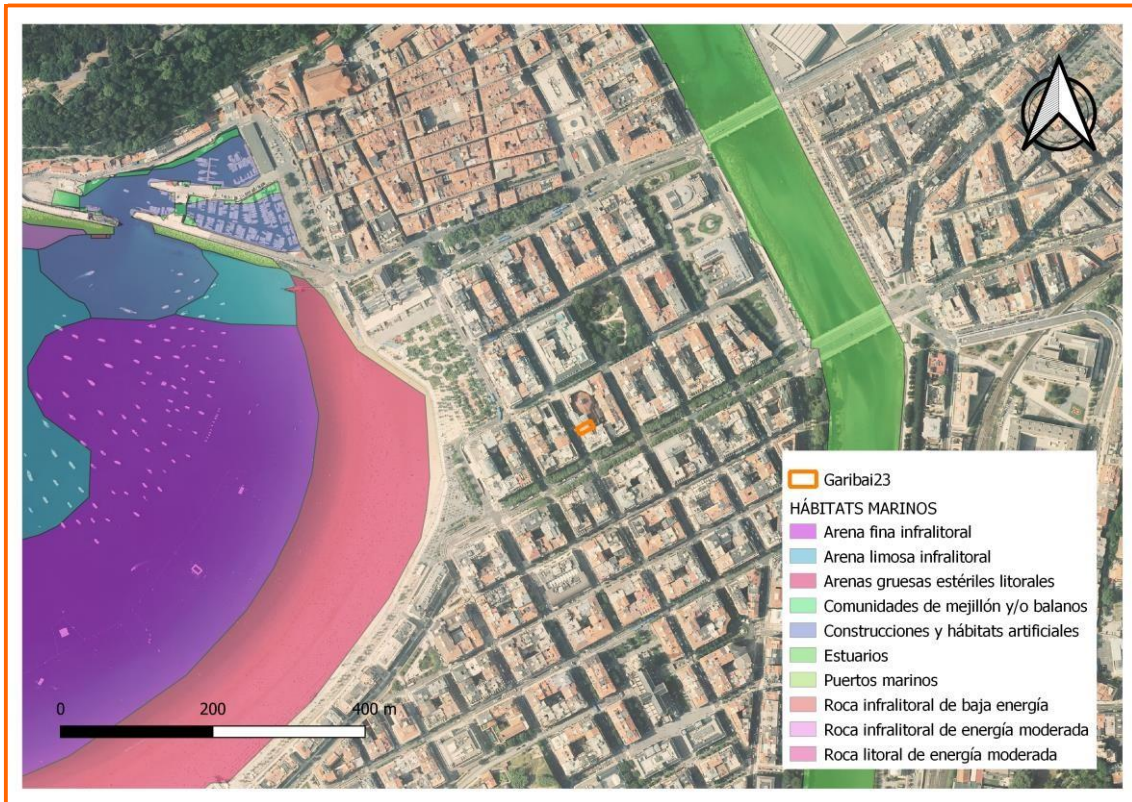 Garibai23
HÁBITATS MARINOS
Arena fina infralitoral
Arena limosa infralitoral
Arenas gruesas estériles litorales
Comunidades de mejillón y/o balanos
Construcciones y hábitats artificiales
Estuarios
Puertos marinos
Roca infralitoral de baja energía
Roca infralitoral de energía moderada
Roca litoral de energía moderada
0 200 400 m